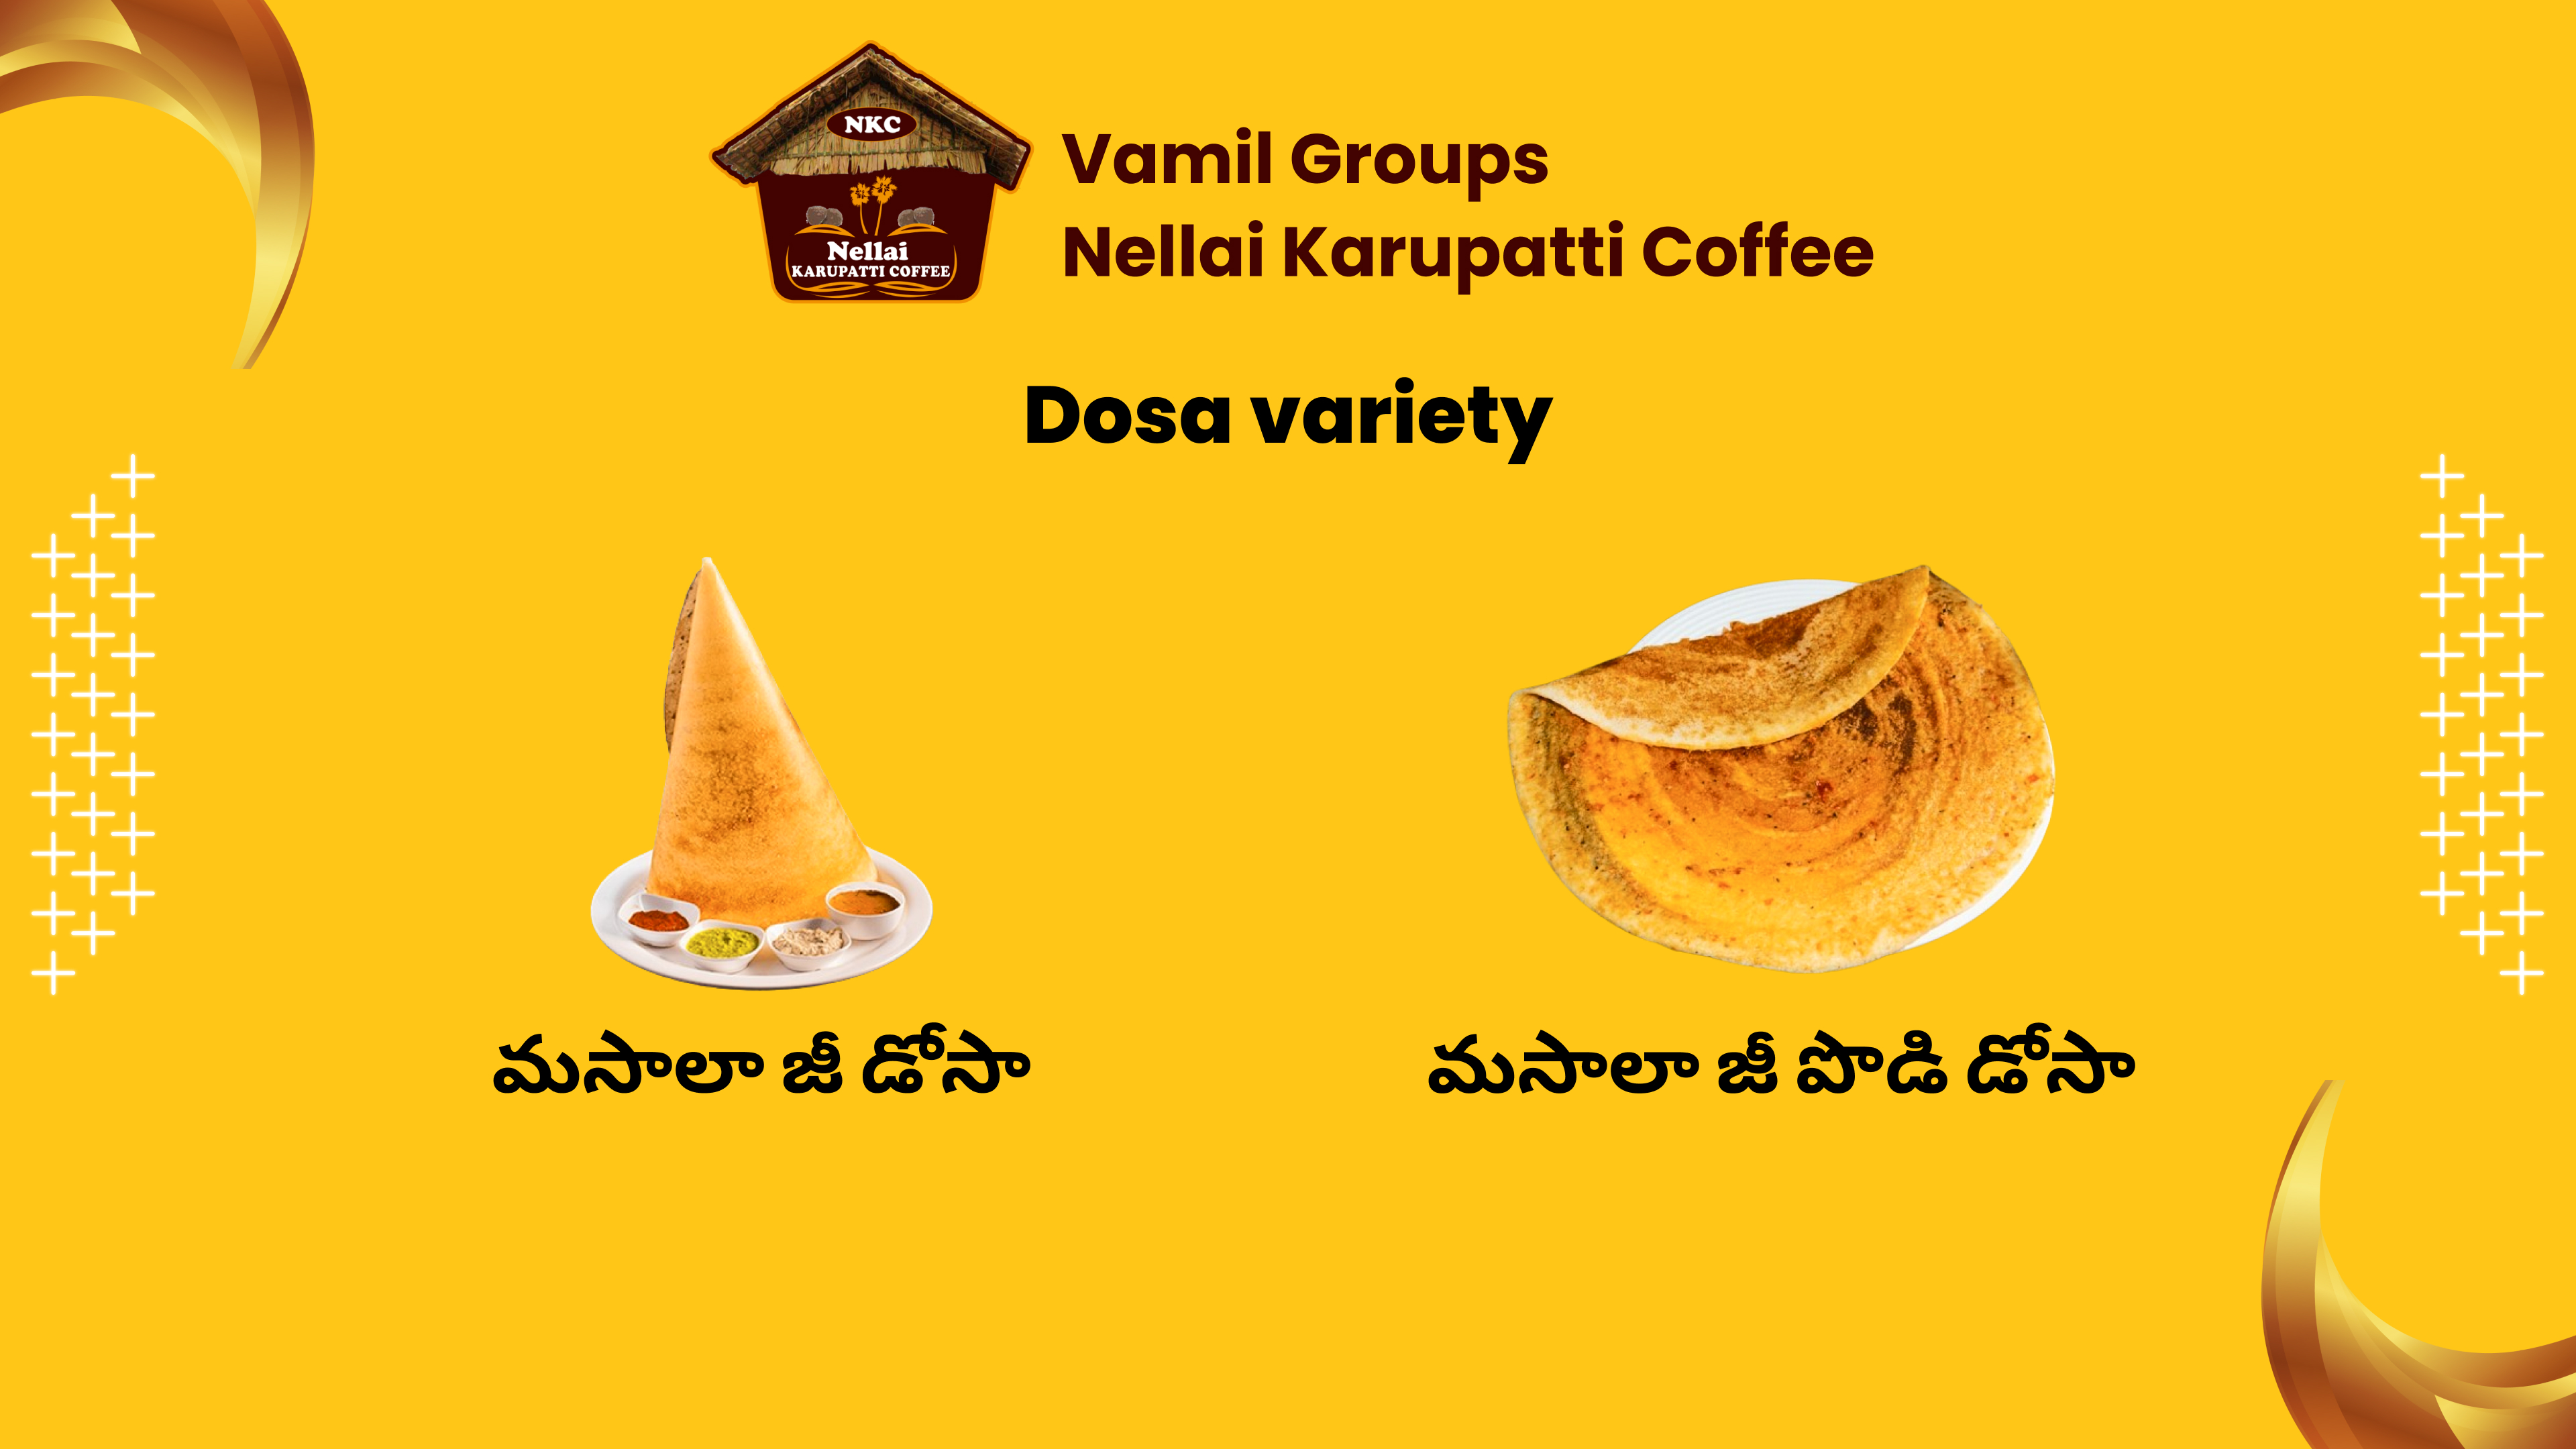 NKC
Nellai
KARUPATTI COFFEE
Vamil Groups
Nellai Karupatti Coffee
Dosa variety
మసాలా జీ డోసా
మసాలా జీ పొడి డోసా